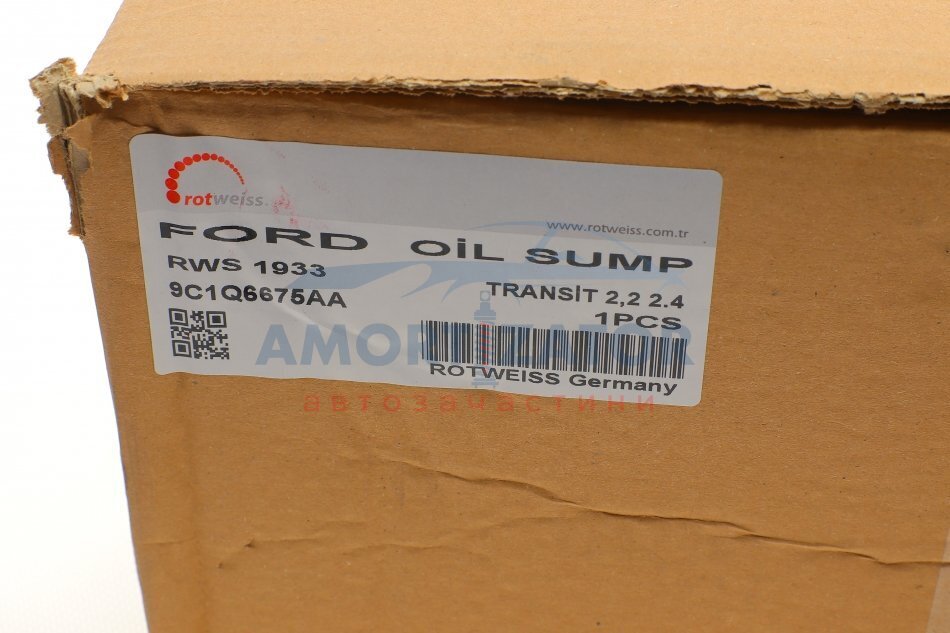 rotweiss
www.rotweiss.com.tr
FORD OİL SUMP
RWS 1933
9C1Q6675AA
TRANSİT 2,2 2.4
1PCS
AMORTIZATOR
ROTWEISS Germany
автозапчастини